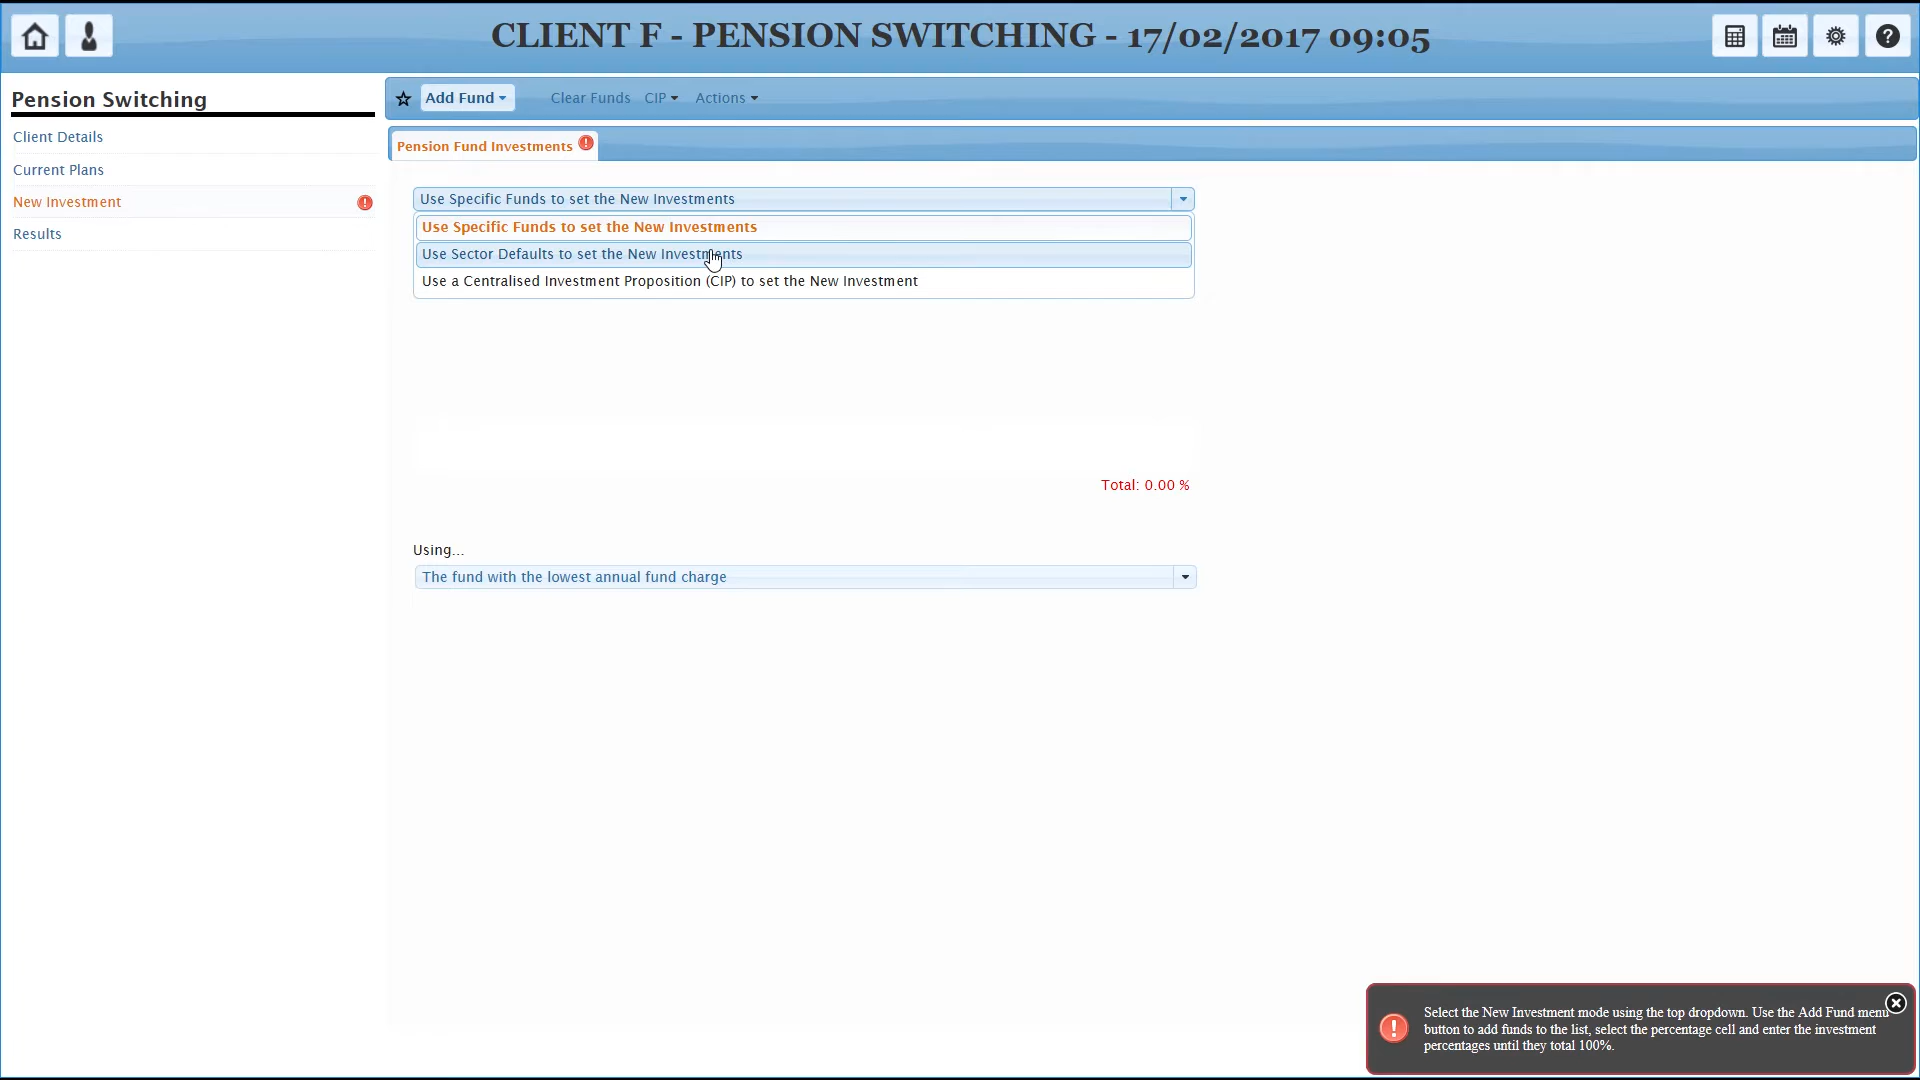 CLIENT F - PENSION SWITCHING - 17/02/2017 09:05
Pension Switching
Client Details
Current Plans
New Investment
Results
Add Fund
Clear Funds
CIP
Actions
Pension Fund Investments
Use Specific Funds to set the New Investments
Use Specific Funds to set the New Investments
Use Sector Defaults to set the New Investments
Use a Centralised Investment Proposition (CIP) to set the New Investment
Total: 0.00 %
Using...
The fund with the lowest annual fund charge
Select the New Investment mode using the top dropdown. Use the Add Fund menu
button to add funds to the list, select the percentage cell and enter the investment
percentages until they total 100%.